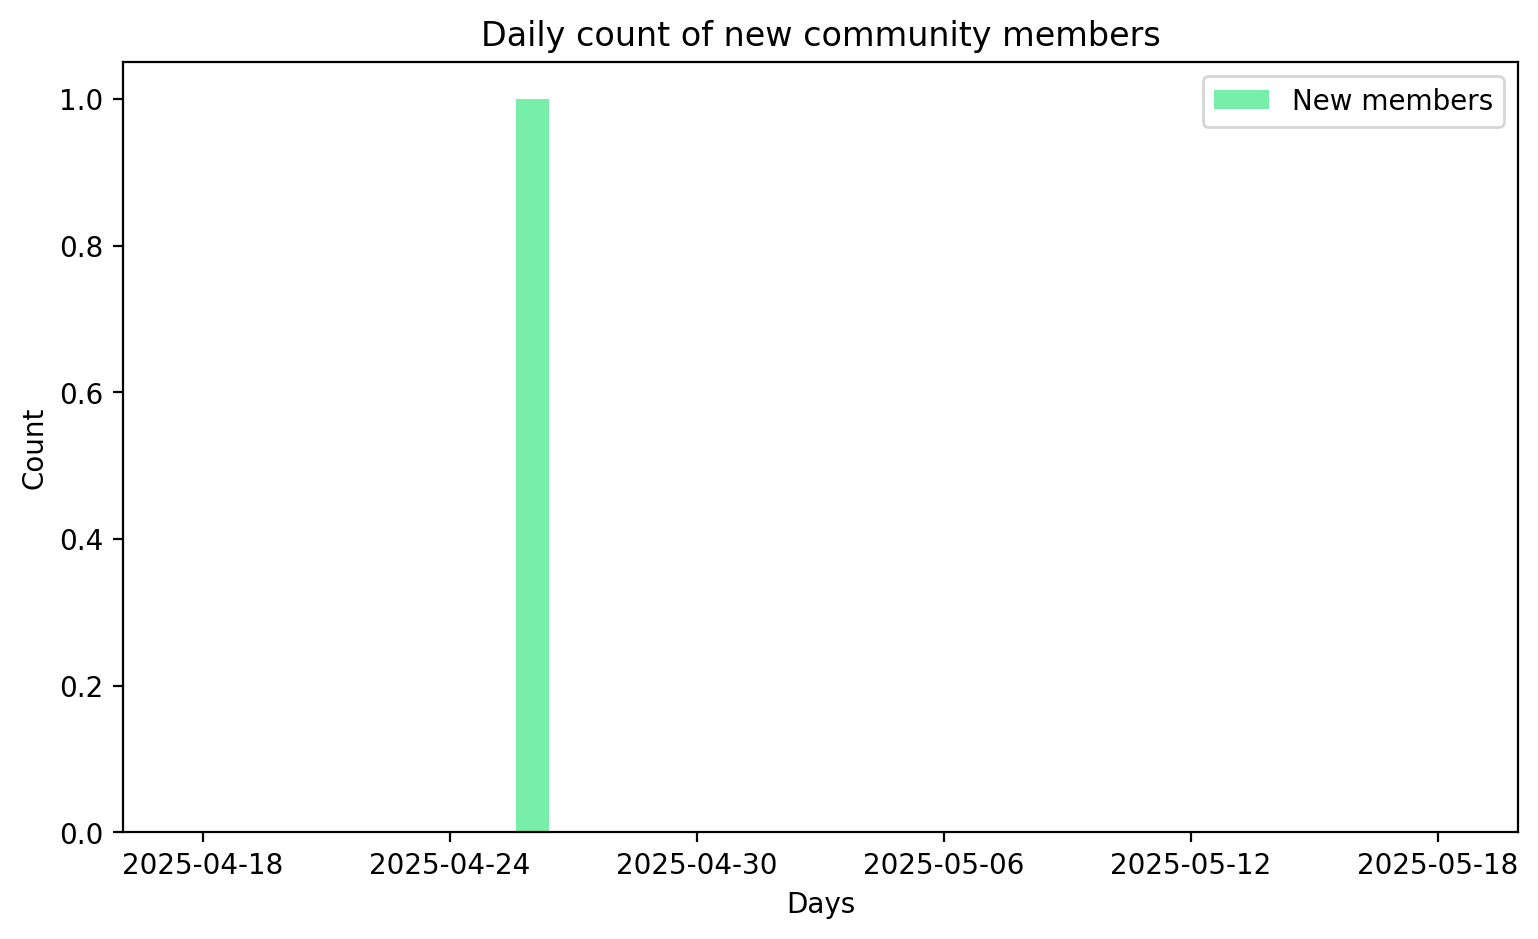 Daily count of new community members
New members
1.0
0.8
0.6
0.4
0.2
0.0
Count
2025-04-18 2025-04-24 2025-04-30 2025-05-06 2025-05-12 2025-05-18
Days